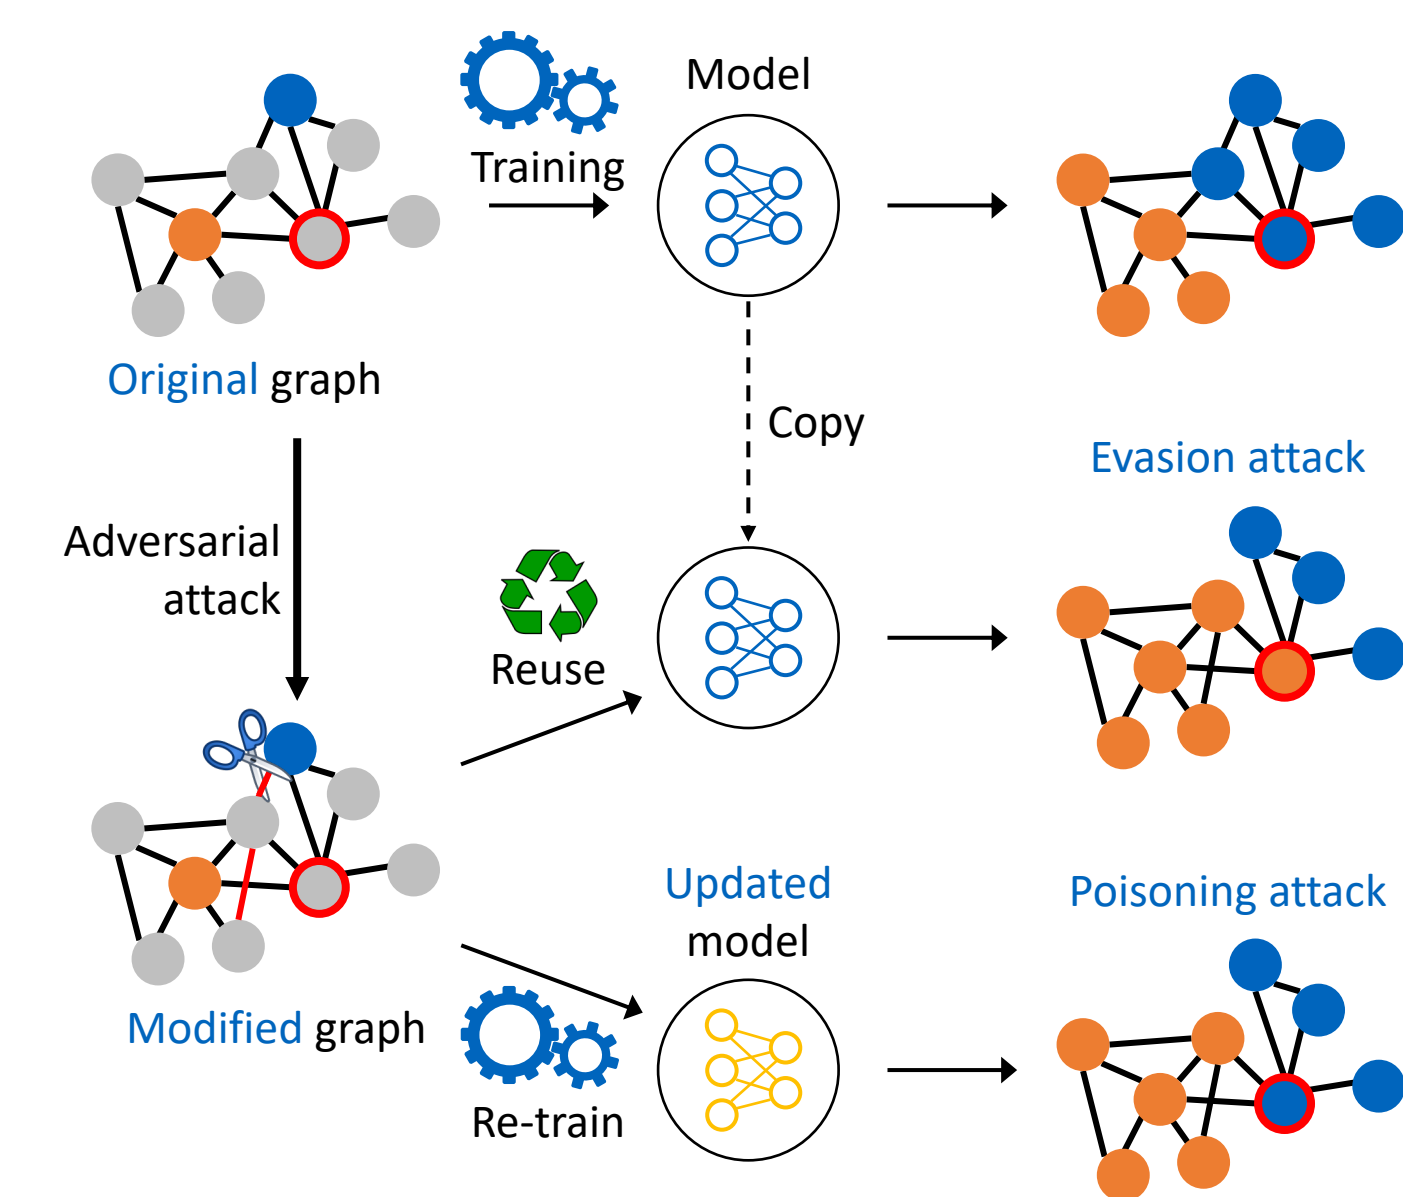 Model
Training
Original graph
Copy
Evasion attack
Adversarial
attack
Reuse
Updated
model
Poisoning attack
Modified graph
Re-train